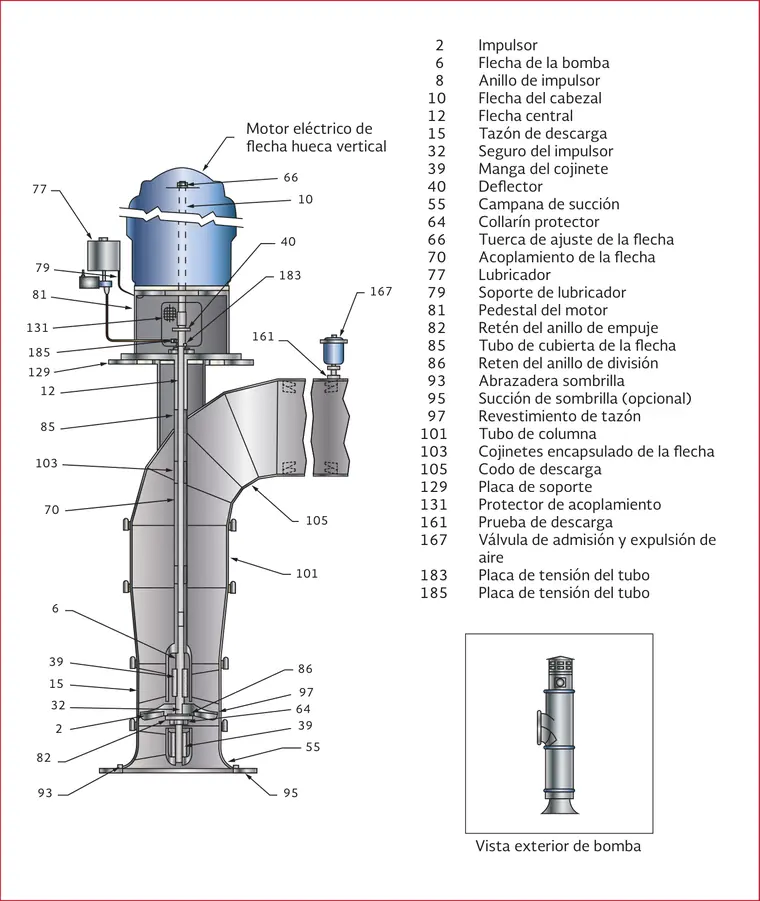 Motor eléctrico de
flecha hueca vertical
66
77
10
40
79
183
81
167
131
161
185
129
12
85
103
70
105
101
6
39
86
15
97
32
64
2
39
55
82
93
95
2 Impulsor
6 Flecha de la bomba
8 Anillo de impulsor
10 Flecha del cabezal
12 Flecha central
15 Tazón de descarga
32 Seguro del impulsor
39 Manga del cojinete
40 Deflector
55 Campana de succión
64 Collarín protector
66 Tuerca de ajuste de la flecha
70 Acoplamiento de la flecha
77 Lubricador
79 Soporte de lubricador
81 Pedestal del motor
82 Retén del anillo de empuje
85 Tubo de cubierta de la flecha
86 Reten del anillo de división
93 Abrazadera sombrilla
95 Succión de sombrilla (opcional)
97 Revestimiento de tazón
101 Tubo de columna
103 Cojinetes encapsulado de la flecha
105 Codo de descarga
129 Placa de soporte
131 Protector de acoplamiento
161 Prueba de descarga
167 Válvula de admisión y expulsión de
aire
183 Placa de tensión del tubo
185 Placa de tensión del tubo
Vista exterior de bomba